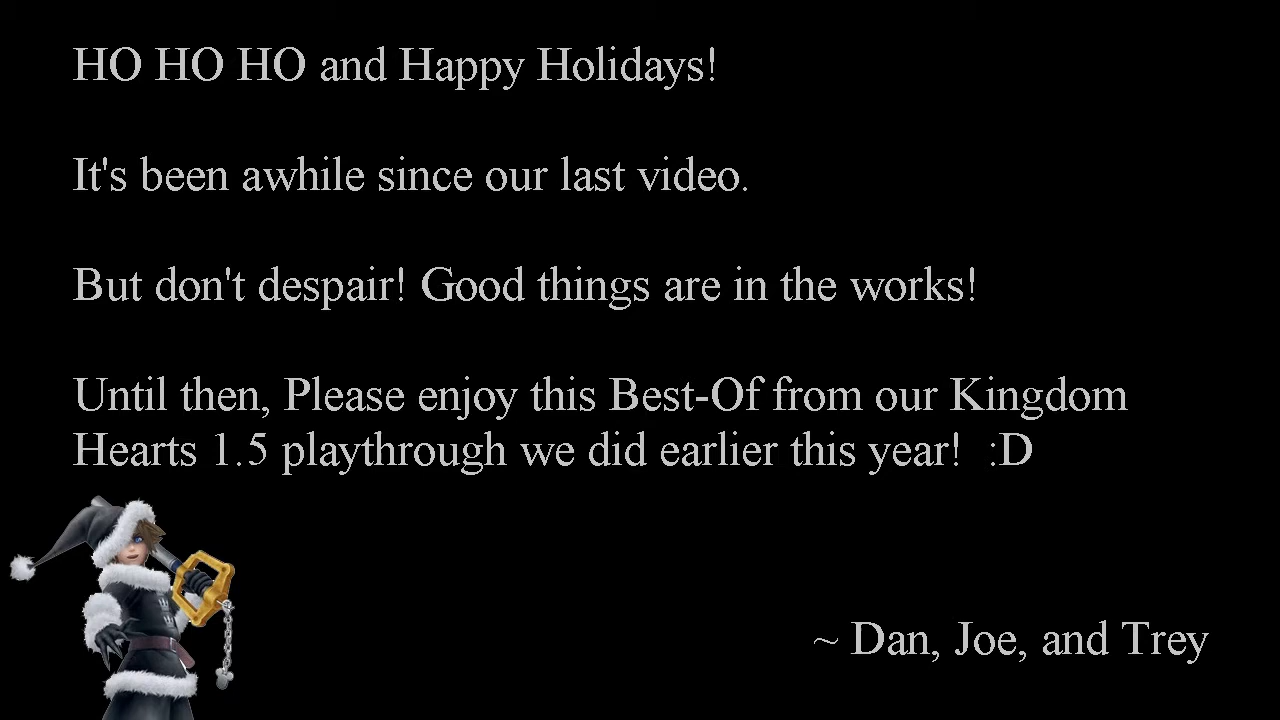 HO HO HO and Happy Holidays!
It's been awhile since our last video.
But don't despair! Good things are in the works!
Until then, Please enjoy this Best-Of from our Kingdom
Hearts 1.5 playthrough we did earlier this year!  :D
~ Dan, Joe, and Trey